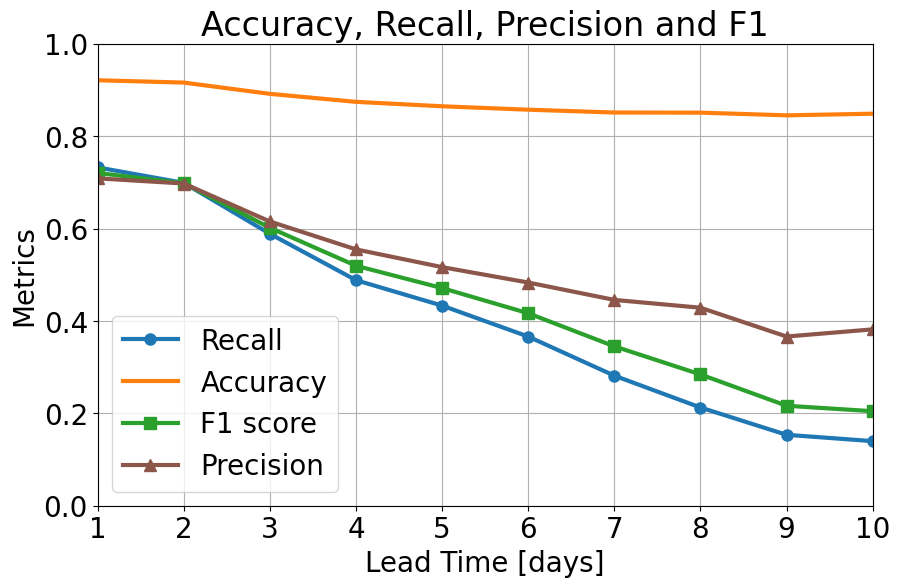 Accuracy, Recall, Precision and F1
1.0
0.8
0.6
0.4
0.2
0.0
Metrics
Recall
Accuracy
F1 score
Precision
1 2 3 4 5 6 7 8 9 10
Lead Time [days]